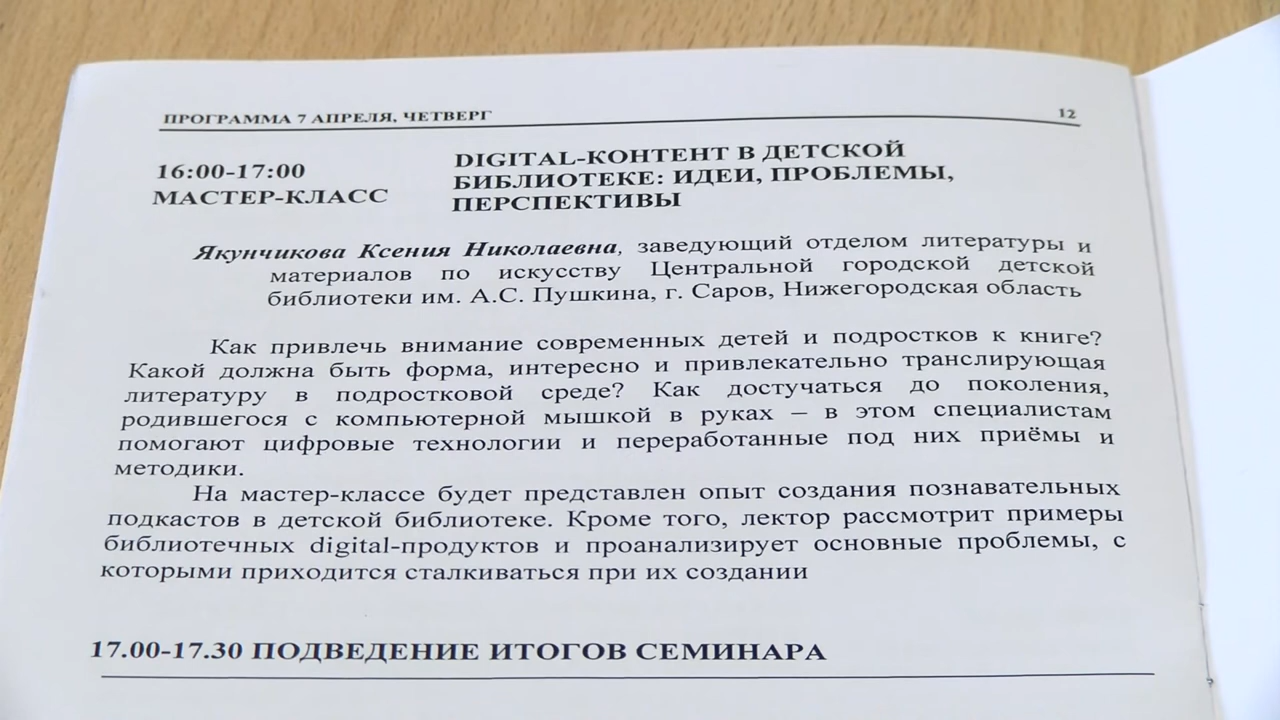 ПРОГРАММА 7 АПРЕЛЯ, ЧЕТВЕРГ 12
16:00-17:00
МАСТЕР-КЛАСС
DIGITAL-КОНТЕНТ В ДЕТСКОЙ
БИБЛИОТЕКЕ: ИДЕИ, ПРОБЛЕМЫ,
ПЕРСПЕКТИВЫ
Якунчикова Ксения Николаевна, заведующий отделом литературы и
материалов по искусству Центральной городской детской
библиотеки им. А.С. Пушкина, г. Саров, Нижегородская область
Как привлечь внимание современных детей и подростков к книге?
Какой должна быть форма, интересно и привлекательно транслирующая
литературу в подростковой среде? Как достучаться до поколения,
родившегося с компьютерной мышкой в руках – в этом специалистам
помогают цифровые технологии и переработанные под них приёмы и
методики.
На мастер-классе будет представлен опыт создания познавательных
подкастов в детской библиотеке. Кроме того, лектор рассмотрит примеры
библиотечных digital-продуктов и проанализирует основные проблемы, с
которыми приходится сталкиваться при их создании
17.00-17.30 ПОДВЕДЕНИЕ ИТОГОВ СЕМИНАРА